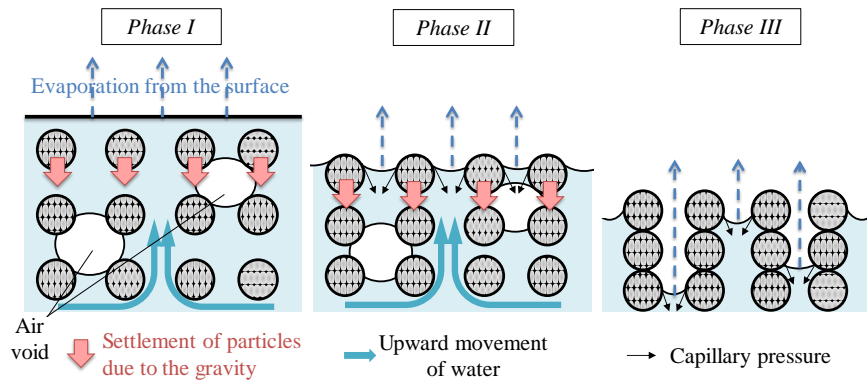 Phase I
Phase II
Phase III
Evaporation from the surface
Air
void
Settlement of particles
due to the gravity
Upward movement
of water
Capillary pressure